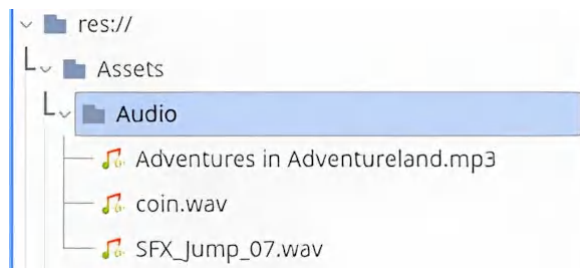 res://
Assets
Audio
Adventures in Adventureland.mp3
coin.wav
SFX_Jump_07.wav